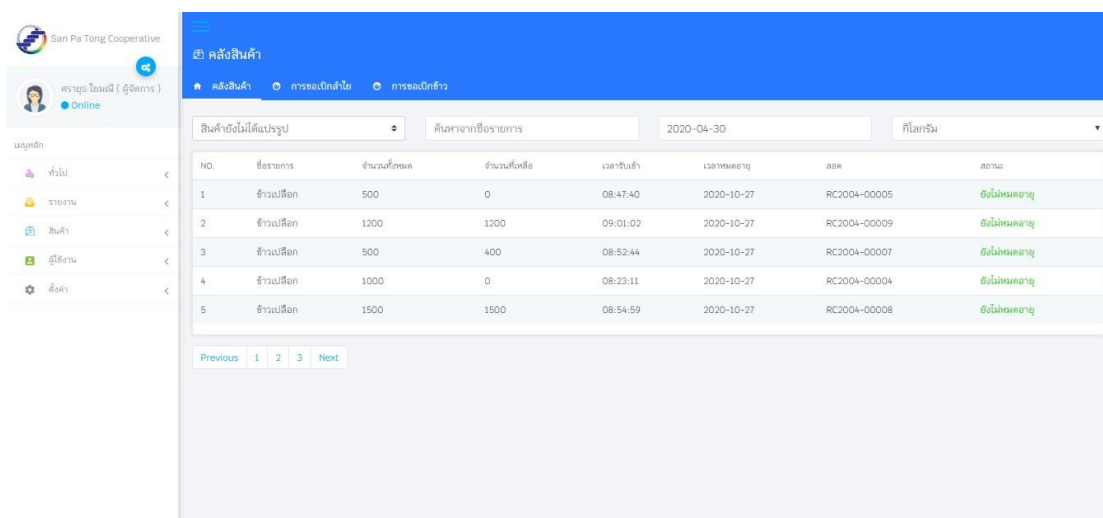 San Pa Tong Cooperative
ศรายุธ ใยมณี ( ผู้จัดการ )
Online
เมนูหลัก
ทั่วไป
รายงาน
สินค้า
ผู้ใช้งาน
ตั้งค่า
คลังสินค้า
คลังสินค้า การขอเบิกลำไย การขอเบิกข้าว
สินค้ายังไม่ได้แปรรูป ค้นหาจากชื่อรายการ 2020-04-30 กิโลกรัม
NO. ชื่อรายการ จำนวนทั้งหมด จำนวนที่เหลือ เวลารับเข้า เวลาหมดอายุ ลอต สถานะ
1 ข้าวเปลือก 500 0 08:47:40 2020-10-27 RC2004-00005 ยังไม่หมดอายุ
2 ข้าวเปลือก 1200 1200 09:01:02 2020-10-27 RC2004-00009 ยังไม่หมดอายุ
3 ข้าวเปลือก 500 400 08:52:44 2020-10-27 RC2004-00007 ยังไม่หมดอายุ
4 ข้าวเปลือก 1000 0 08:23:11 2020-10-27 RC2004-00004 ยังไม่หมดอายุ
5 ข้าวเปลือก 1500 1500 08:54:59 2020-10-27 RC2004-00008 ยังไม่หมดอายุ
Previous 1 2 3 Next